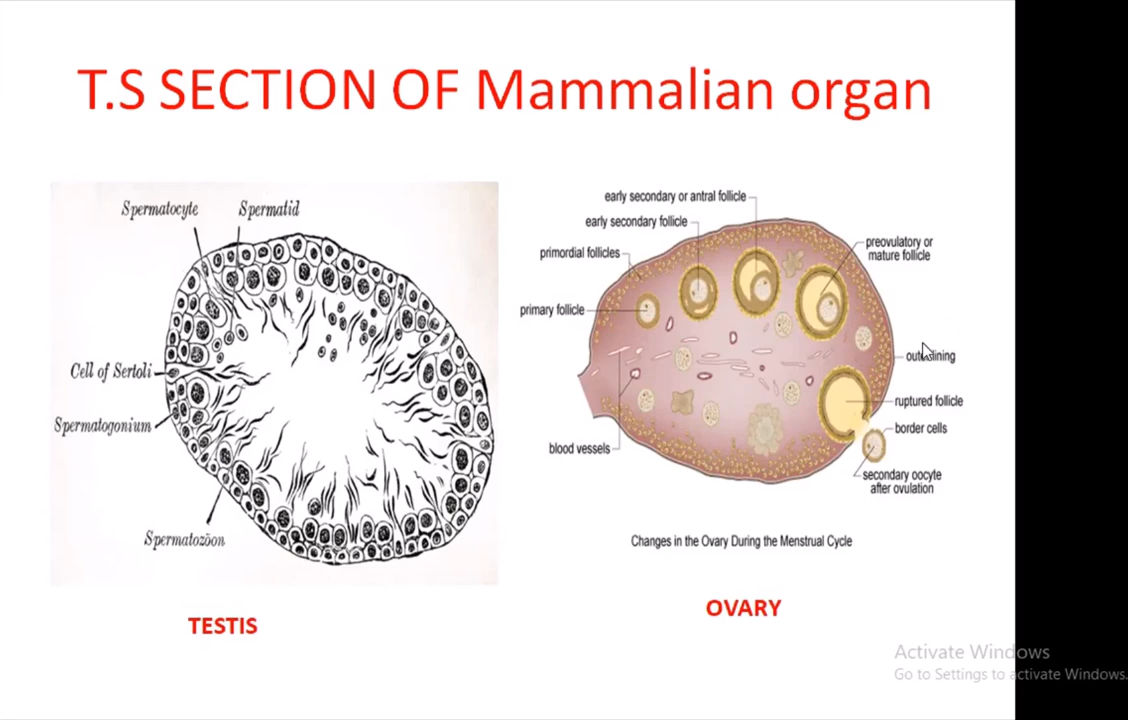 T.S SECTION OF Mammalian organ
Spermatocyte
Spermatid
Cell of Sertoli
Spermatogonium
Spermatozöon
TESTIS
early secondary or antral follicle
early secondary follicle
primordial follicles
primary follicle
blood vessels
preovulatory or
mature follicle
ruptured follicle
border cells
secondary oocyte
after ovulation
Changes in the Ovary During the Menstrual Cycle
OVARY
Activate Windows
Go to Settings to activate Windows.